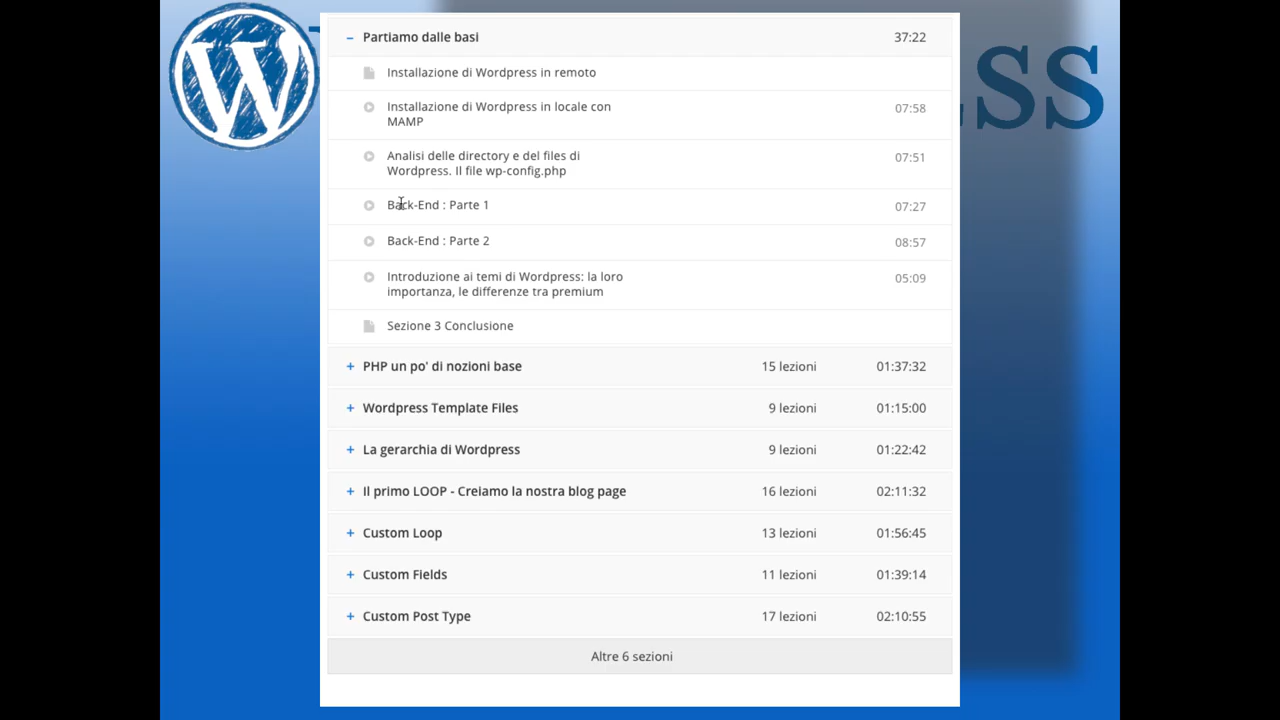 Partiamo dalle basi 37:22
Installazione di Wordpress in remoto
Installazione di Wordpress in locale con 07:58
MAMP
Analisi delle directory e del files di 07:51
Wordpress. Il file wp-config.php
Back-End : Parte 1 07:27
Back-End : Parte 2 08:57
Introduzione ai temi di Wordpress: la loro 05:09
importanza, le differenze tra premium
Sezione 3 Conclusione
PHP un po' di nozioni base 15 lezioni 01:37:32
Wordpress Template Files 9 lezioni 01:15:00
La gerarchia di Wordpress 9 lezioni 01:22:42
Il primo LOOP - Creiamo la nostra blog page 16 lezioni 02:11:32
Custom Loop 13 lezioni 01:56:45
Custom Fields 11 lezioni 01:39:14
Custom Post Type 17 lezioni 02:10:55
Altre 6 sezioni